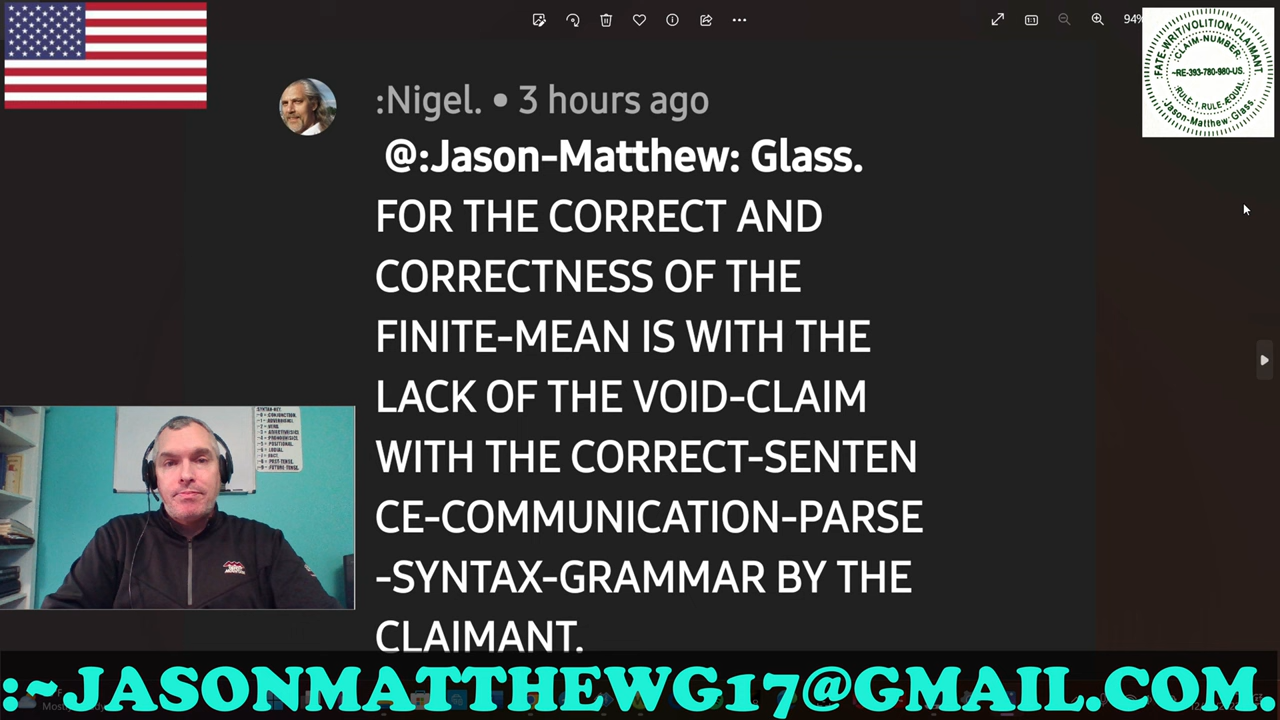 94%
:FATE-WRIT/VOLITION-CLAIMANT.
CLAIM-NUMBER:
~RE-393-780-980-US.
RULE-1. RULE-ÆQUAL.
:Jason-Matthew: Glass.
:Nigel. • 3 hours ago
@:Jason-Matthew: Glass.
FOR THE CORRECT AND
CORRECTNESS OF THE
FINITE-MEAN IS WITH THE
LACK OF THE VOID-CLAIM
WITH THE CORRECT-SENTEN
CE-COMMUNICATION-PARSE
-SYNTAX-GRAMMAR BY THE
CLAIMANT.
:~JASONMATTHEWG17@GMAIL.COM.